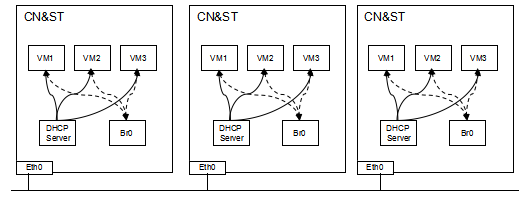 CN&ST
VM1 VM2 VM3
DHCP
Server
Br0
Eth0
CN&ST
VM1 VM2 VM3
DHCP
Server
Br0
Eth0
CN&ST
VM1 VM2 VM3
DHCP
Server
Br0
Eth0